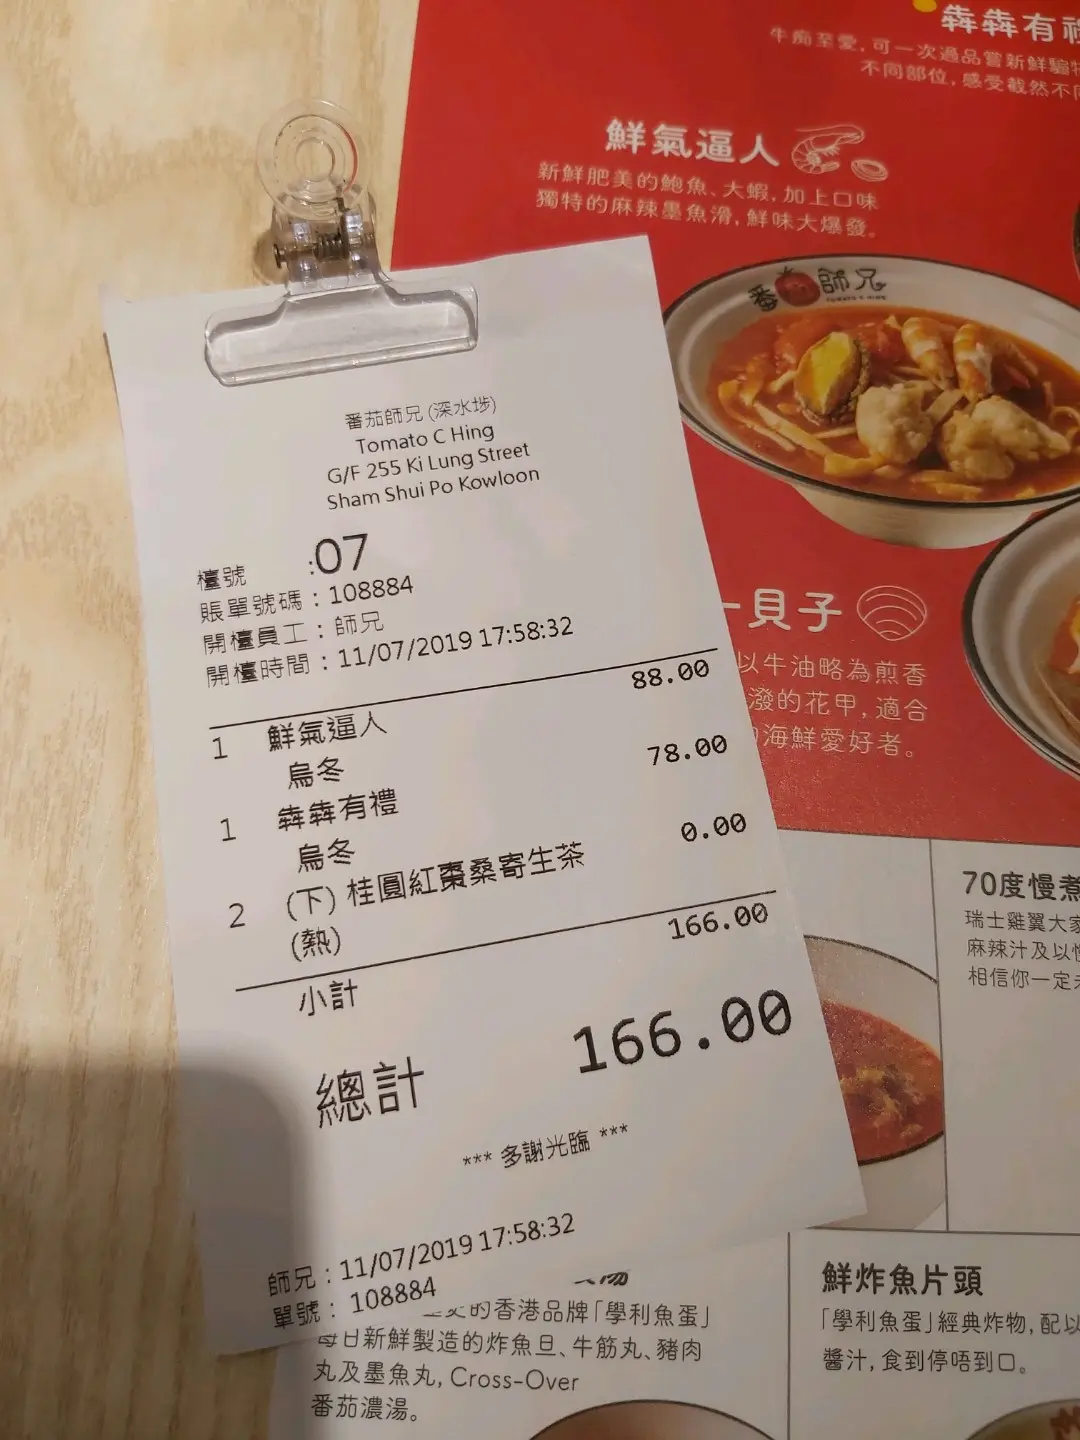 犇犇有
牛痴至愛，可一次過品嘗新鮮騸
不同部位，感受截然不
鮮氣逼人
新鮮肥美的鮑魚、大蝦，加上口味
獨特的麻辣墨魚滑，鮮味大爆發。
番師兄
TOMATO C HING
番茄師兄 (深水埗)
Tomato C Hing
G/F 255 Ki Lung Street
Sham Shui Po Kowloon
檯號 :07
賬單號碼 : 108884
開檯員工 : 師兄
開檯時間 : 11/07/2019 17:58:32
1 鮮氣逼人 88.00
烏冬
1 犇犇有禮 78.00
烏冬
2 (下) 桂圓紅棗桑寄生茶 0.00
(熱)
小計 166.00
總計 166.00
*** 多謝光臨 ***
師兄 : 11/07/2019 17:58:32
單號 : 108884
貝子
以牛油略為煎香
潑的花甲，適合
海鮮愛好者。
70度慢煮
瑞士雞翼大家
麻辣汁及以慢
相信你一定
湯
的香港品牌「學利魚蛋」
每日新鮮製造的炸魚旦、牛筋丸、豬肉
丸及墨魚丸，Cross-Over
番茄濃湯。
鮮炸魚片頭
「學利魚蛋」經典炸物，配以
醬汁，食到停唔到口。